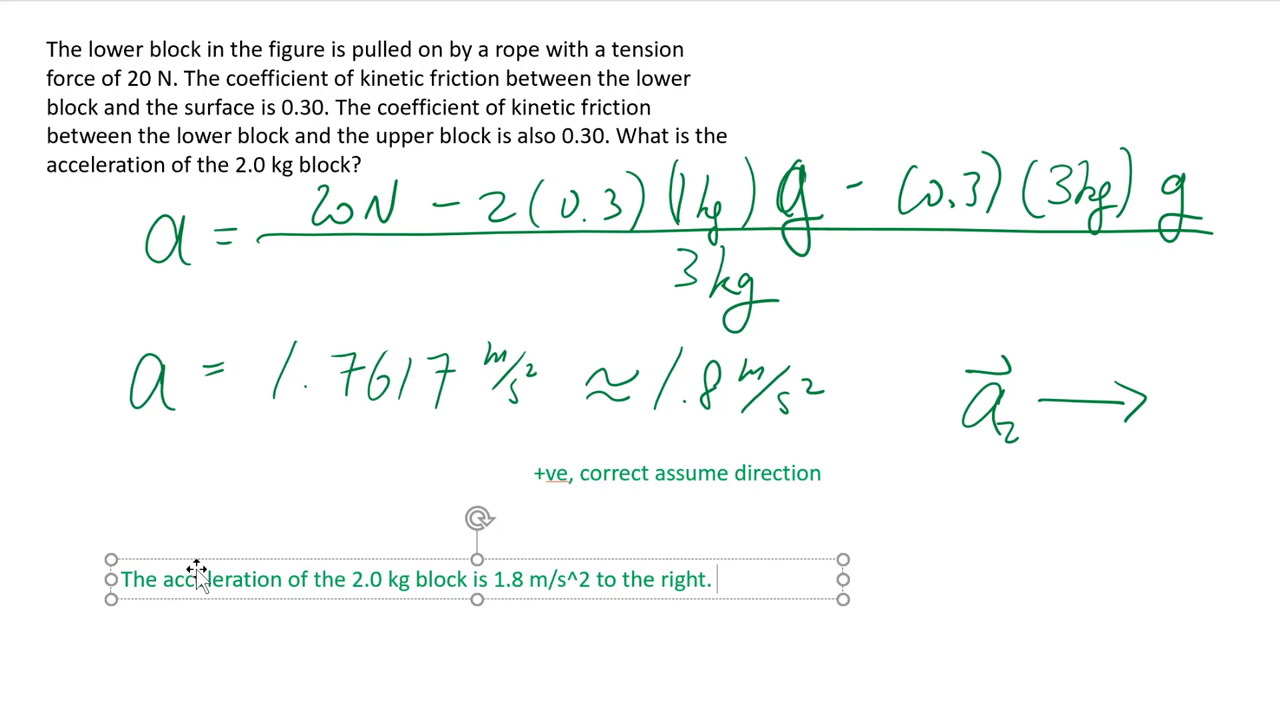 The lower block in the figure is pulled on by a rope with a tension
force of 20 N. The coefficient of kinetic friction between the lower
block and the surface is 0.30. The coefficient of kinetic friction
between the lower block and the upper block is also 0.30. What is the
acceleration of the 2.0 kg block?
a = (20N - 2(0.3)(1kg)g - (0.3)(3kg)g) / 3kg
a = 1.7617 m/s² ≈ 1.8 m/s²
a⃗₂ →
+ve, correct assume direction
The acceleration of the 2.0 kg block is 1.8 m/s^2 to the right.